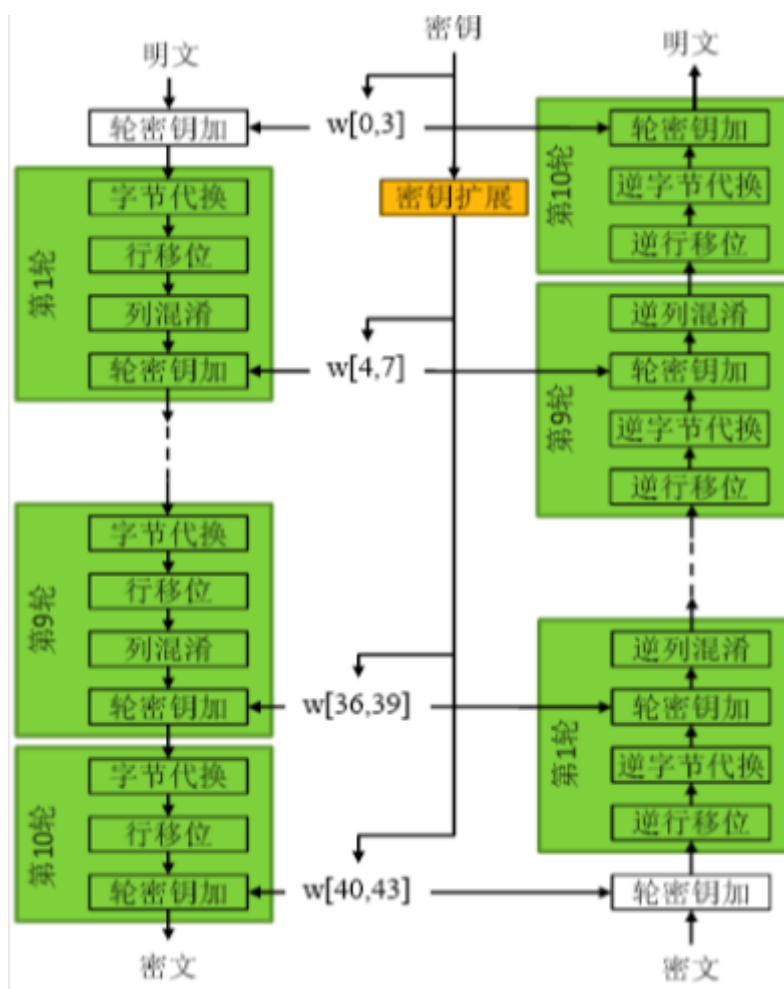 密钥
明文
明文
轮密钥加
w[0,3]
轮密钥加
第10轮
逆字节代换
逆行移位
密钥扩展
第1轮
字节代换
行移位
列混淆
轮密钥加
w[4,7]
第9轮
逆列混淆
轮密钥加
逆字节代换
逆行移位
第9轮
字节代换
行移位
列混淆
轮密钥加
w[36,39]
第1轮
逆列混淆
轮密钥加
逆字节代换
逆行移位
第10轮
字节代换
行移位
轮密钥加
w[40,43]
轮密钥加
密文
密文